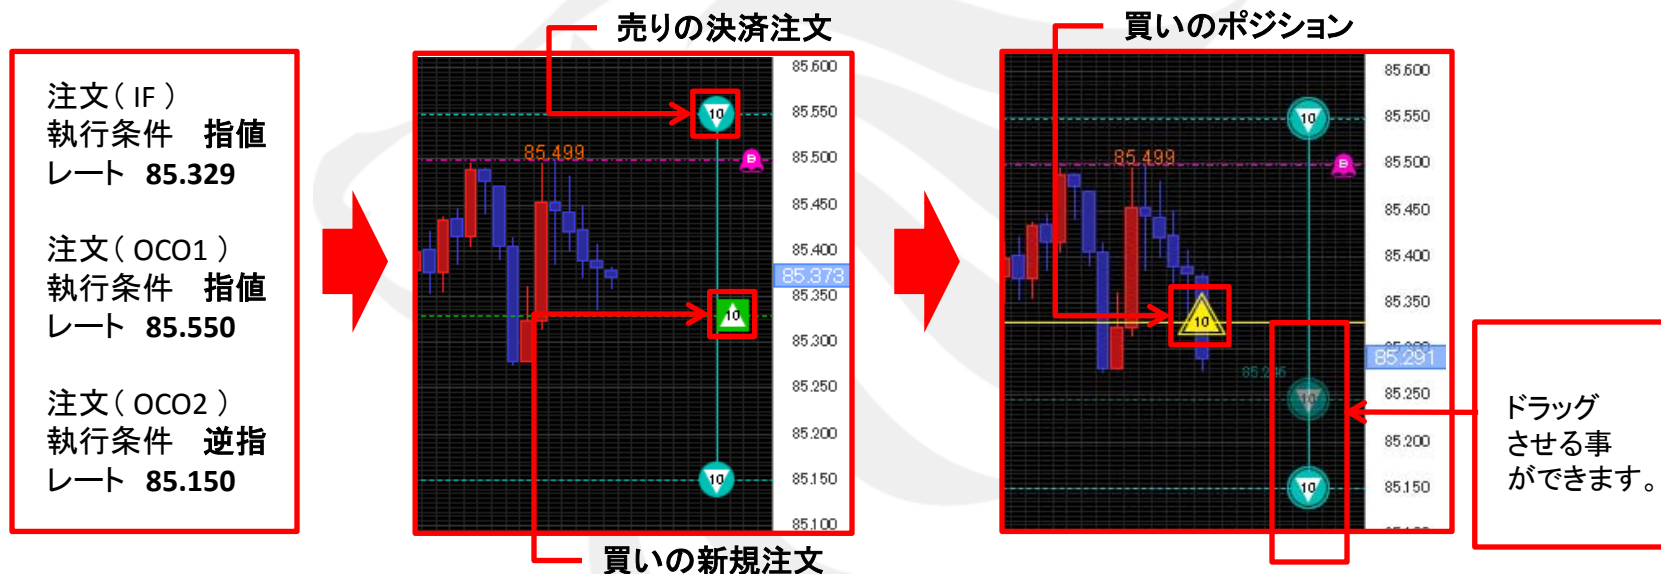 売りの決済注文
買いのポジション
注文（ IF ）
執行条件　指値
レート　85.329
注文（ OCO1 ）
執行条件　指値
レート　85.550
注文（ OCO2 ）
執行条件　逆指
レート　85.150
85.600
10
85.550
85.499
B
85.500
85.450
85.400
85.373
85.350
10
85.300
85.250
85.200
10
85.150
85.100
買いの新規注文
85.600
10
85.550
85.499
B
85.500
85.450
85.400
85.350
10
85.291
85.250
85.200
10
85.150
ドラッグ
させる事
ができます。